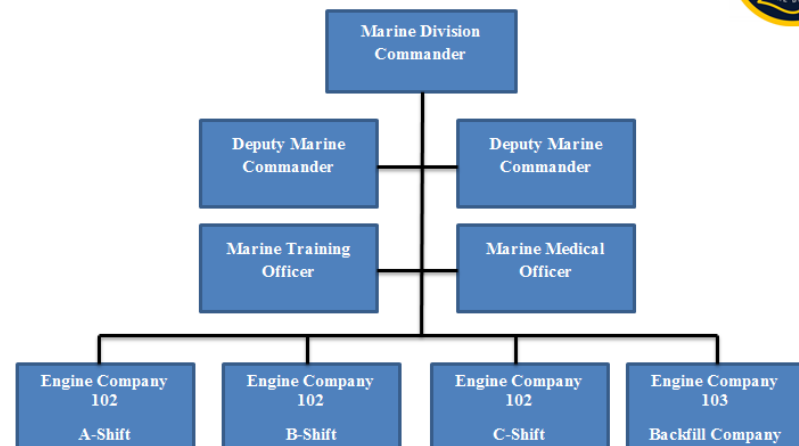 Marine Division
Commander
Deputy Marine
Commander
Deputy Marine
Commander
Marine Training
Officer
Marine Medical
Officer
Engine Company
102
A-Shift
Engine Company
102
B-Shift
Engine Company
102
C-Shift
Engine Company
103
Backfill Company